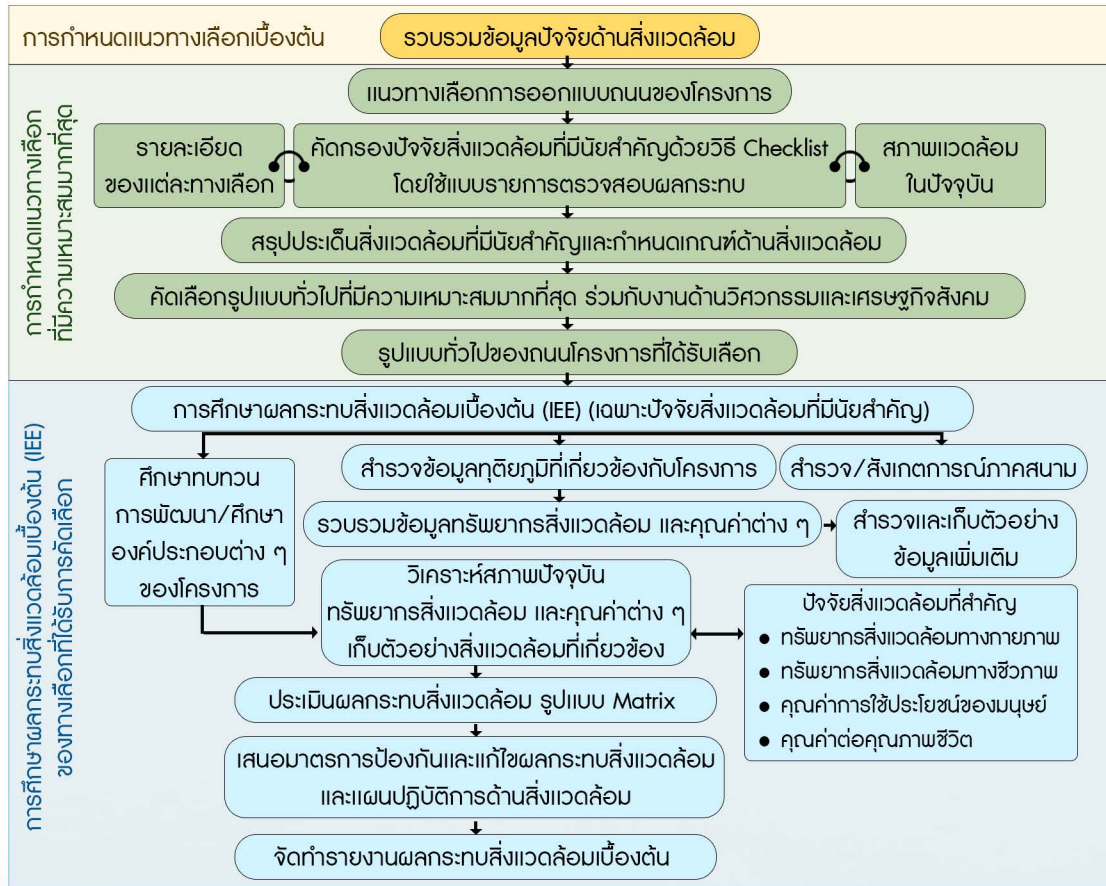 การกำหนดแนวทางเลือกเบื้องต้น
รวบรวมข้อมูลปัจจัยด้านสิ่งแวดล้อม
การกำหนดแนวทางเลือก
ที่มีความเหมาะสมมากที่สุด
แนวทางเลือกการออกแบบถนนของโครงการ
รายละเอียด
ของแต่ละทางเลือก
คัดกรองปัจจัยสิ่งแวดล้อมที่มีนัยสำคัญด้วยวิธี Checklist
โดยใช้แบบรายการตรวจสอบผลกระทบ
สภาพแวดล้อม
ในปัจจุบัน
สรุปประเด็นสิ่งแวดล้อมที่มีนัยสำคัญและกำหนดเกณฑ์ด้านสิ่งแวดล้อม
คัดเลือกรูปแบบทั่วไปที่มีความเหมาะสมมากที่สุด ร่วมกับงานด้านวิศวกรรมและเศรษฐกิจสังคม
รูปแบบทั่วไปของถนนโครงการที่ได้รับเลือก
การศึกษาผลกระทบสิ่งแวดล้อมเบื้องต้น (IEE)
ของทางเลือกที่ได้รับการคัดเลือก
การศึกษาผลกระทบสิ่งแวดล้อมเบื้องต้น (IEE) (เฉพาะปัจจัยสิ่งแวดล้อมที่มีนัยสำคัญ)
ศึกษาทบทวน
การพัฒนา/ศึกษา
องค์ประกอบต่าง ๆ
ของโครงการ
สำรวจข้อมูลทุติยภูมิที่เกี่ยวข้องกับโครงการ
สำรวจ/สังเกตการณ์ภาคสนาม
รวบรวมข้อมูลทรัพยากรสิ่งแวดล้อม และคุณค่าต่าง ๆ
สำรวจและเก็บตัวอย่าง
ข้อมูลเพิ่มเติม
วิเคราะห์สภาพปัจจุบัน
ทรัพยากรสิ่งแวดล้อม และคุณค่าต่าง ๆ
เก็บตัวอย่างสิ่งแวดล้อมที่เกี่ยวข้อง
ปัจจัยสิ่งแวดล้อมที่สำคัญ
● ทรัพยากรสิ่งแวดล้อมทางกายภาพ
● ทรัพยากรสิ่งแวดล้อมทางชีวภาพ
● คุณค่าการใช้ประโยชน์ของมนุษย์
● คุณค่าต่อคุณภาพชีวิต
ประเมินผลกระทบสิ่งแวดล้อม รูปแบบ Matrix
เสนอมาตรการป้องกันและแก้ไขผลกระทบสิ่งแวดล้อม
และแผนปฏิบัติการด้านสิ่งแวดล้อม
จัดทำรายงานผลกระทบสิ่งแวดล้อมเบื้องต้น